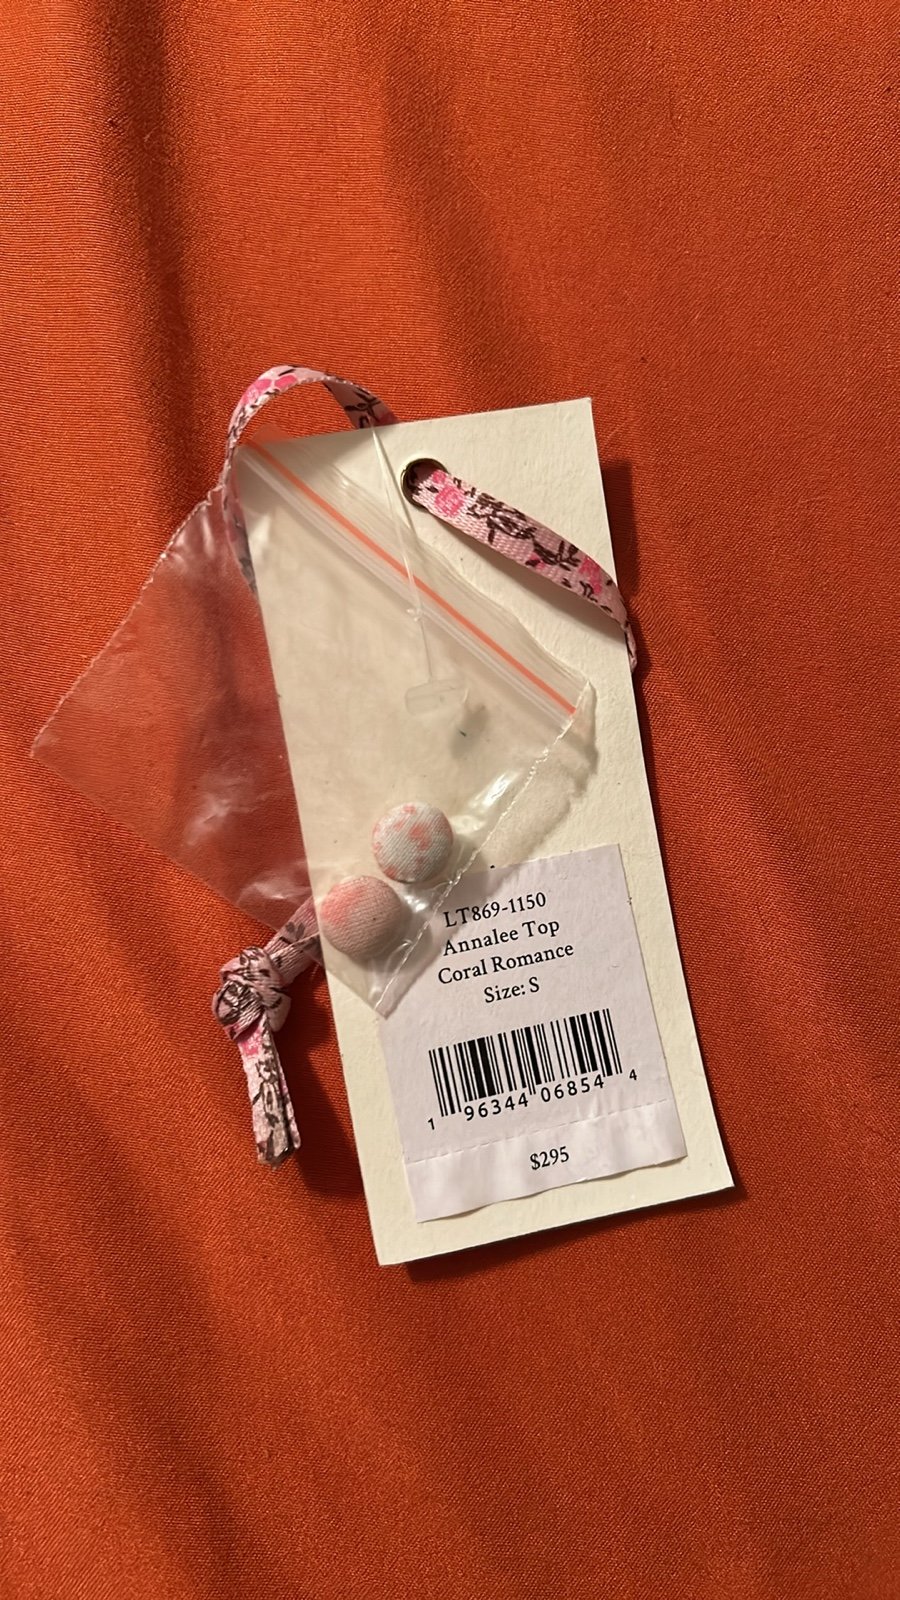 LT869-1150
Annalee Top
Coral Romance
Size: S
1 96344 06854 4
$295